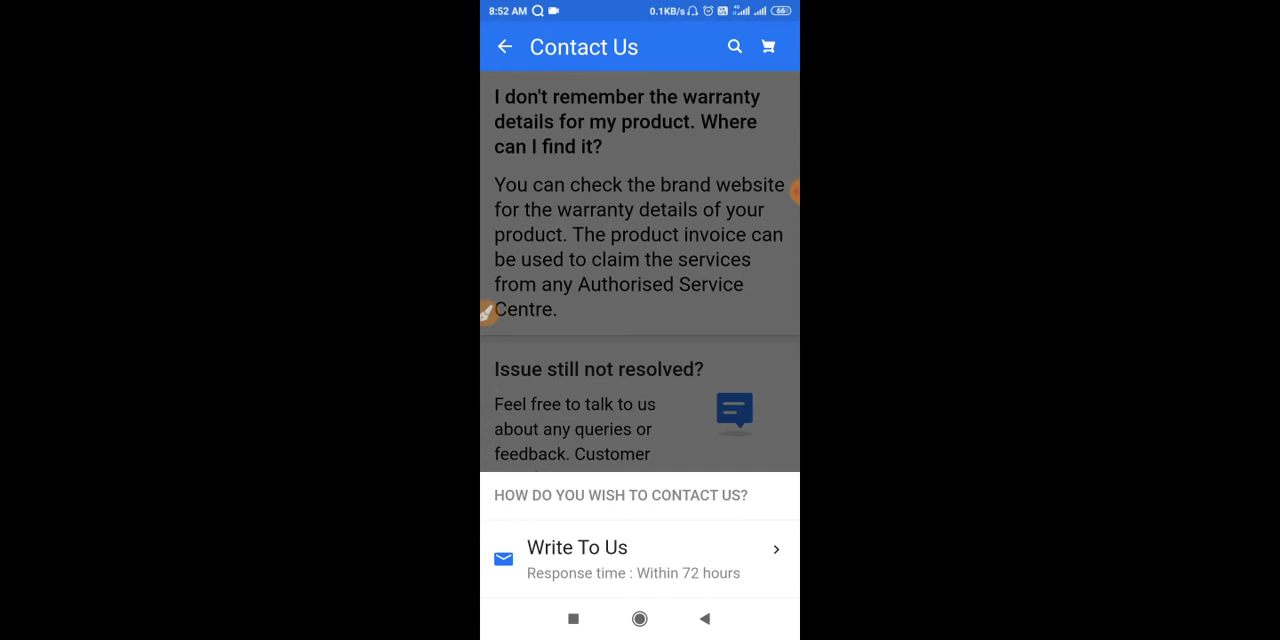 8:52 AM 0.1KB/s 4G 66
Contact Us
I don't remember the warranty
details for my product. Where
can I find it?
You can check the brand website
for the warranty details of your
product. The product invoice can
be used to claim the services
from any Authorised Service
Centre.
Issue still not resolved?
Feel free to talk to us
about any queries or
feedback. Customer
HOW DO YOU WISH TO CONTACT US?
Write To Us
Response time : Within 72 hours